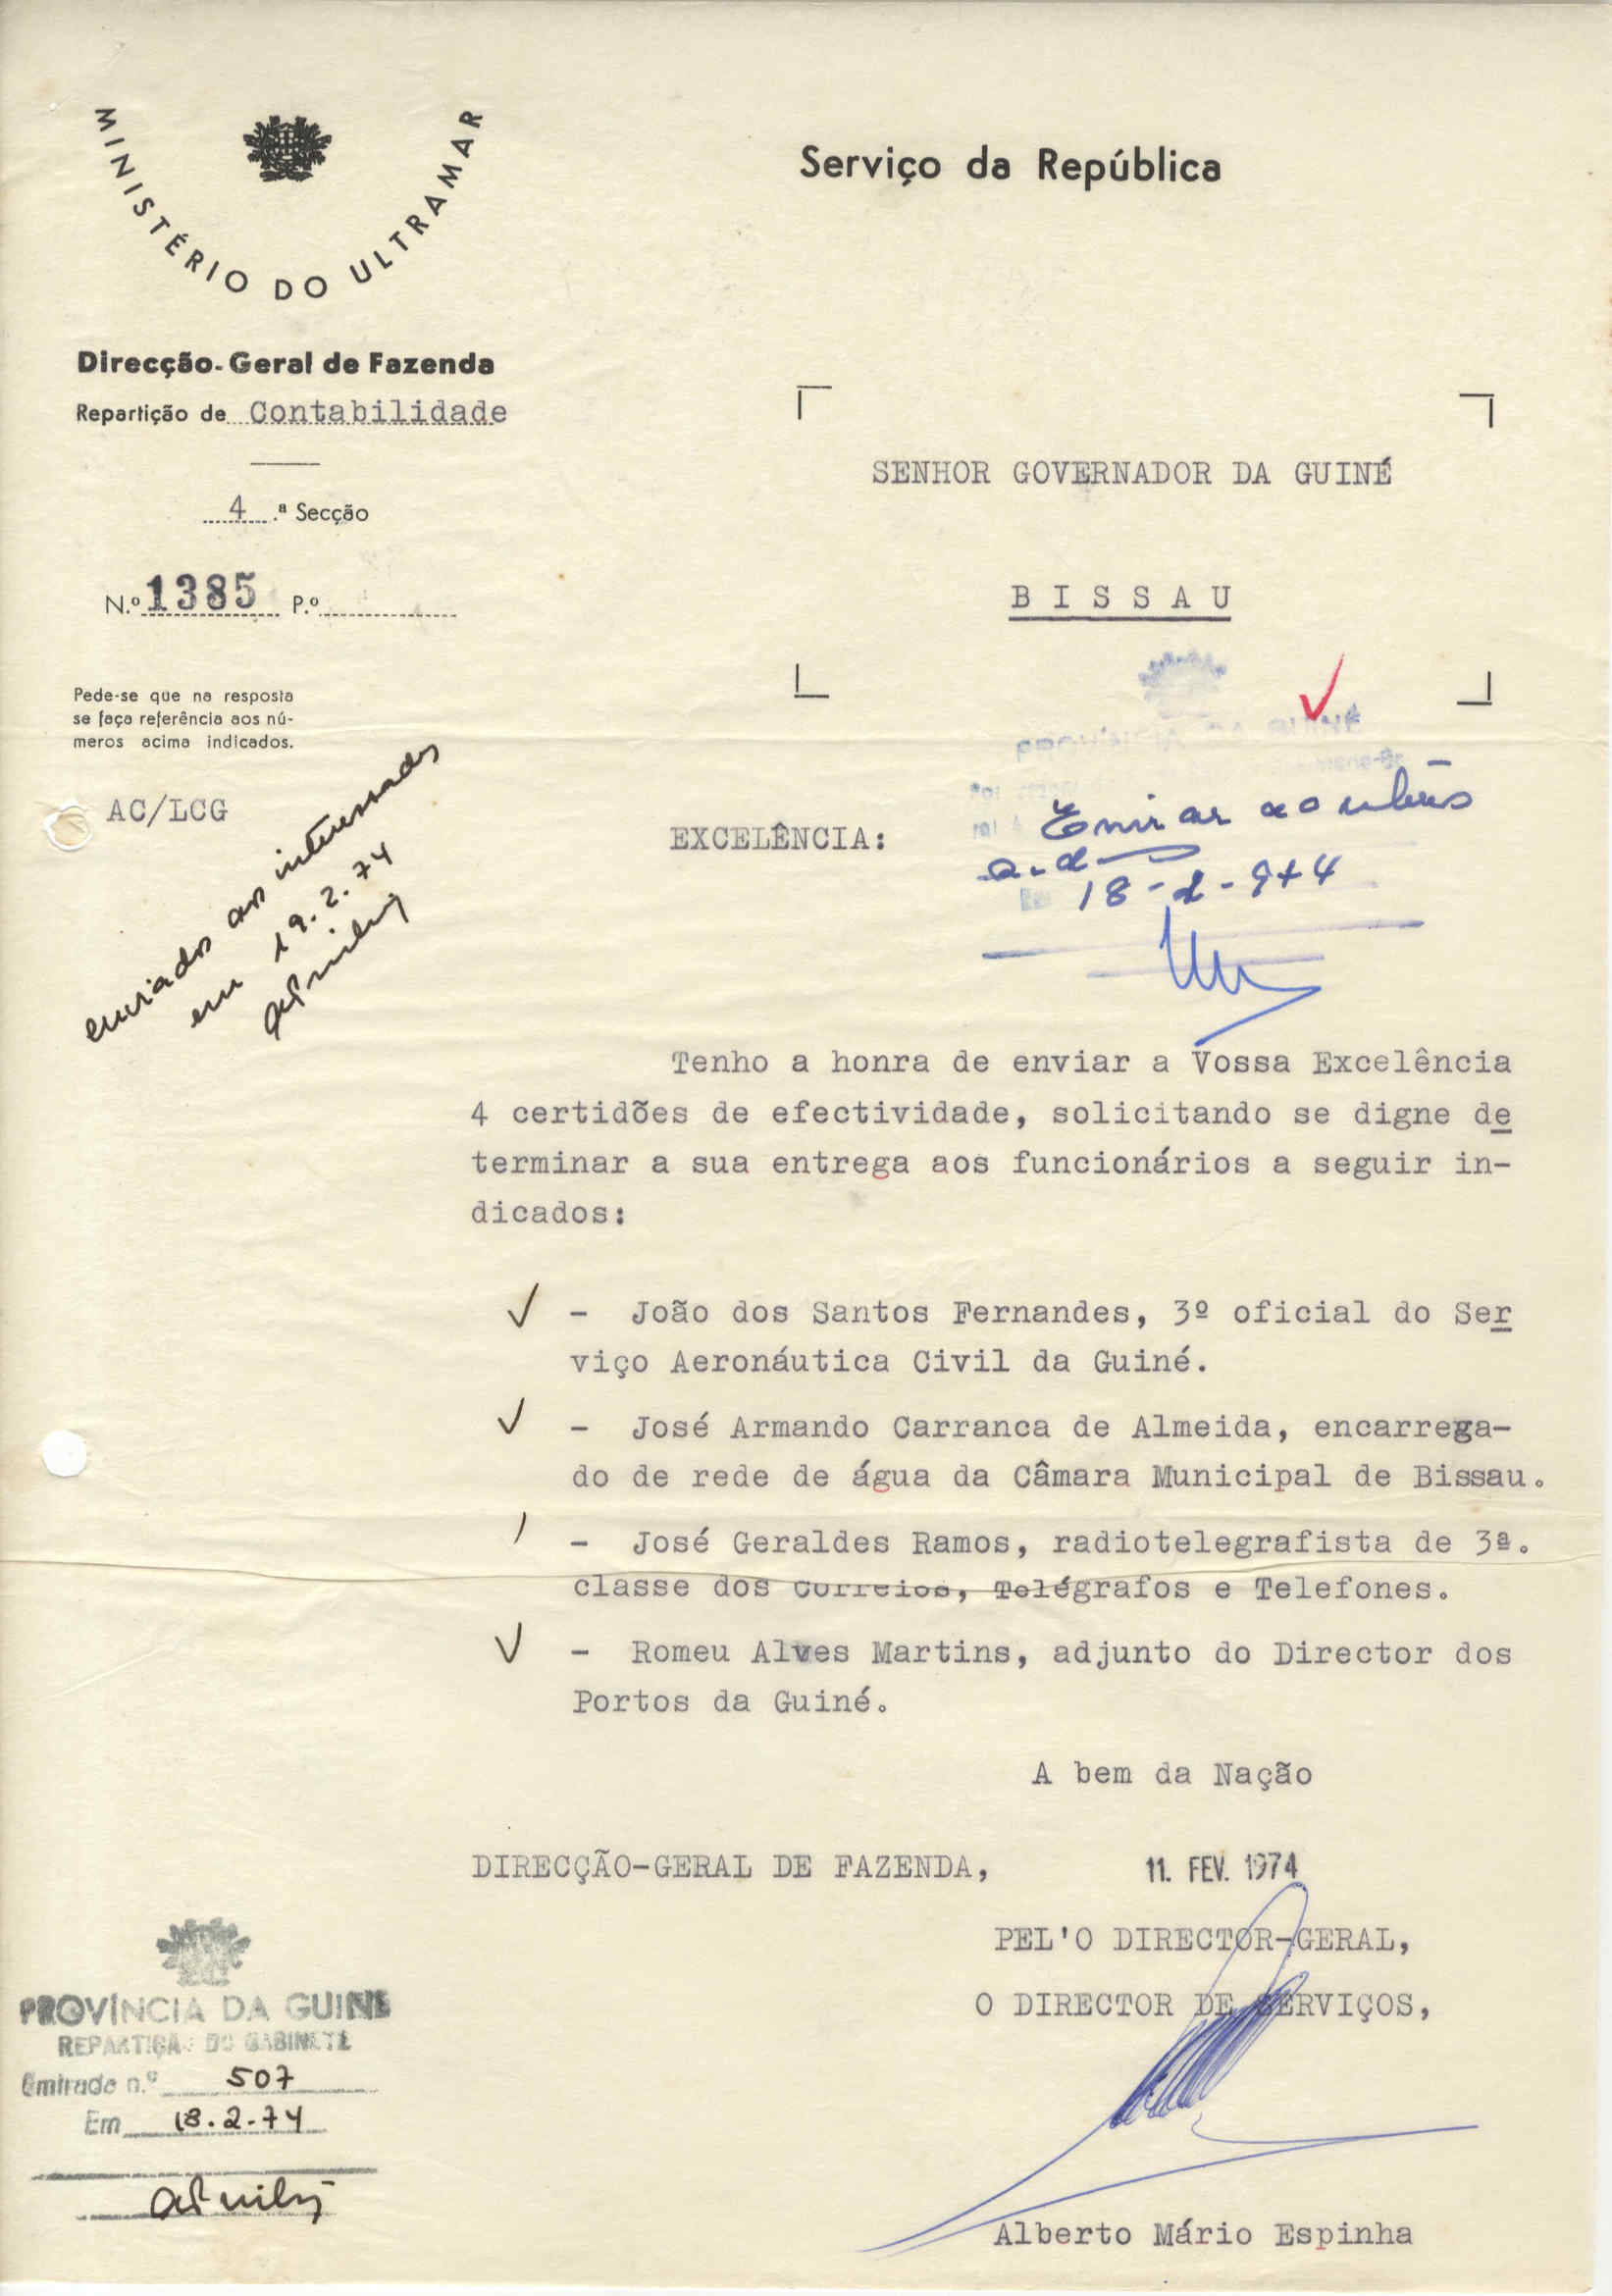 MINISTÉRIO DO ULTRAMAR
Serviço da República
Direcção-Geral de Fazenda
Repartição de Contabilidade
4.ª Secção
N.º 1385 P.º
Pede-se que na resposta
se faça referência aos nú-
meros acima indicados.
AC/LCG
enviados aos interessados
em 19.2.74
SENHOR GOVERNADOR DA GUINÉ
BISSAU
Enviar ao
18-2-974
EXCELÊNCIA:
Tenho a honra de enviar a Vossa Excelência
4 certidões de efectividade, solicitando se digne de
terminar a sua entrega aos funcionários a seguir in-
dicados:
- João dos Santos Fernandes, 3º oficial do Ser
viço Aeronáutica Civil da Guiné.
- José Armando Carranca de Almeida, encarrega-
do de rede de água da Câmara Municipal de Bissau.
- José Geraldes Ramos, radiotelegrafista de 3ª.
classe dos Correios, Telégrafos e Telefones.
- Romeu Alves Martins, adjunto do Director dos
Portos da Guiné.
A bem da Nação
DIRECÇÃO-GERAL DE FAZENDA, 11. FEV. 1974
PEL'O DIRECTOR-GERAL,
O DIRECTOR DE SERVIÇOS,
Alberto Mário Espinha
PROVÍNCIA DA GUINÉ
REPARTIÇÃO DO GABINETE
Entrada n.º 507
Em 18.2.74